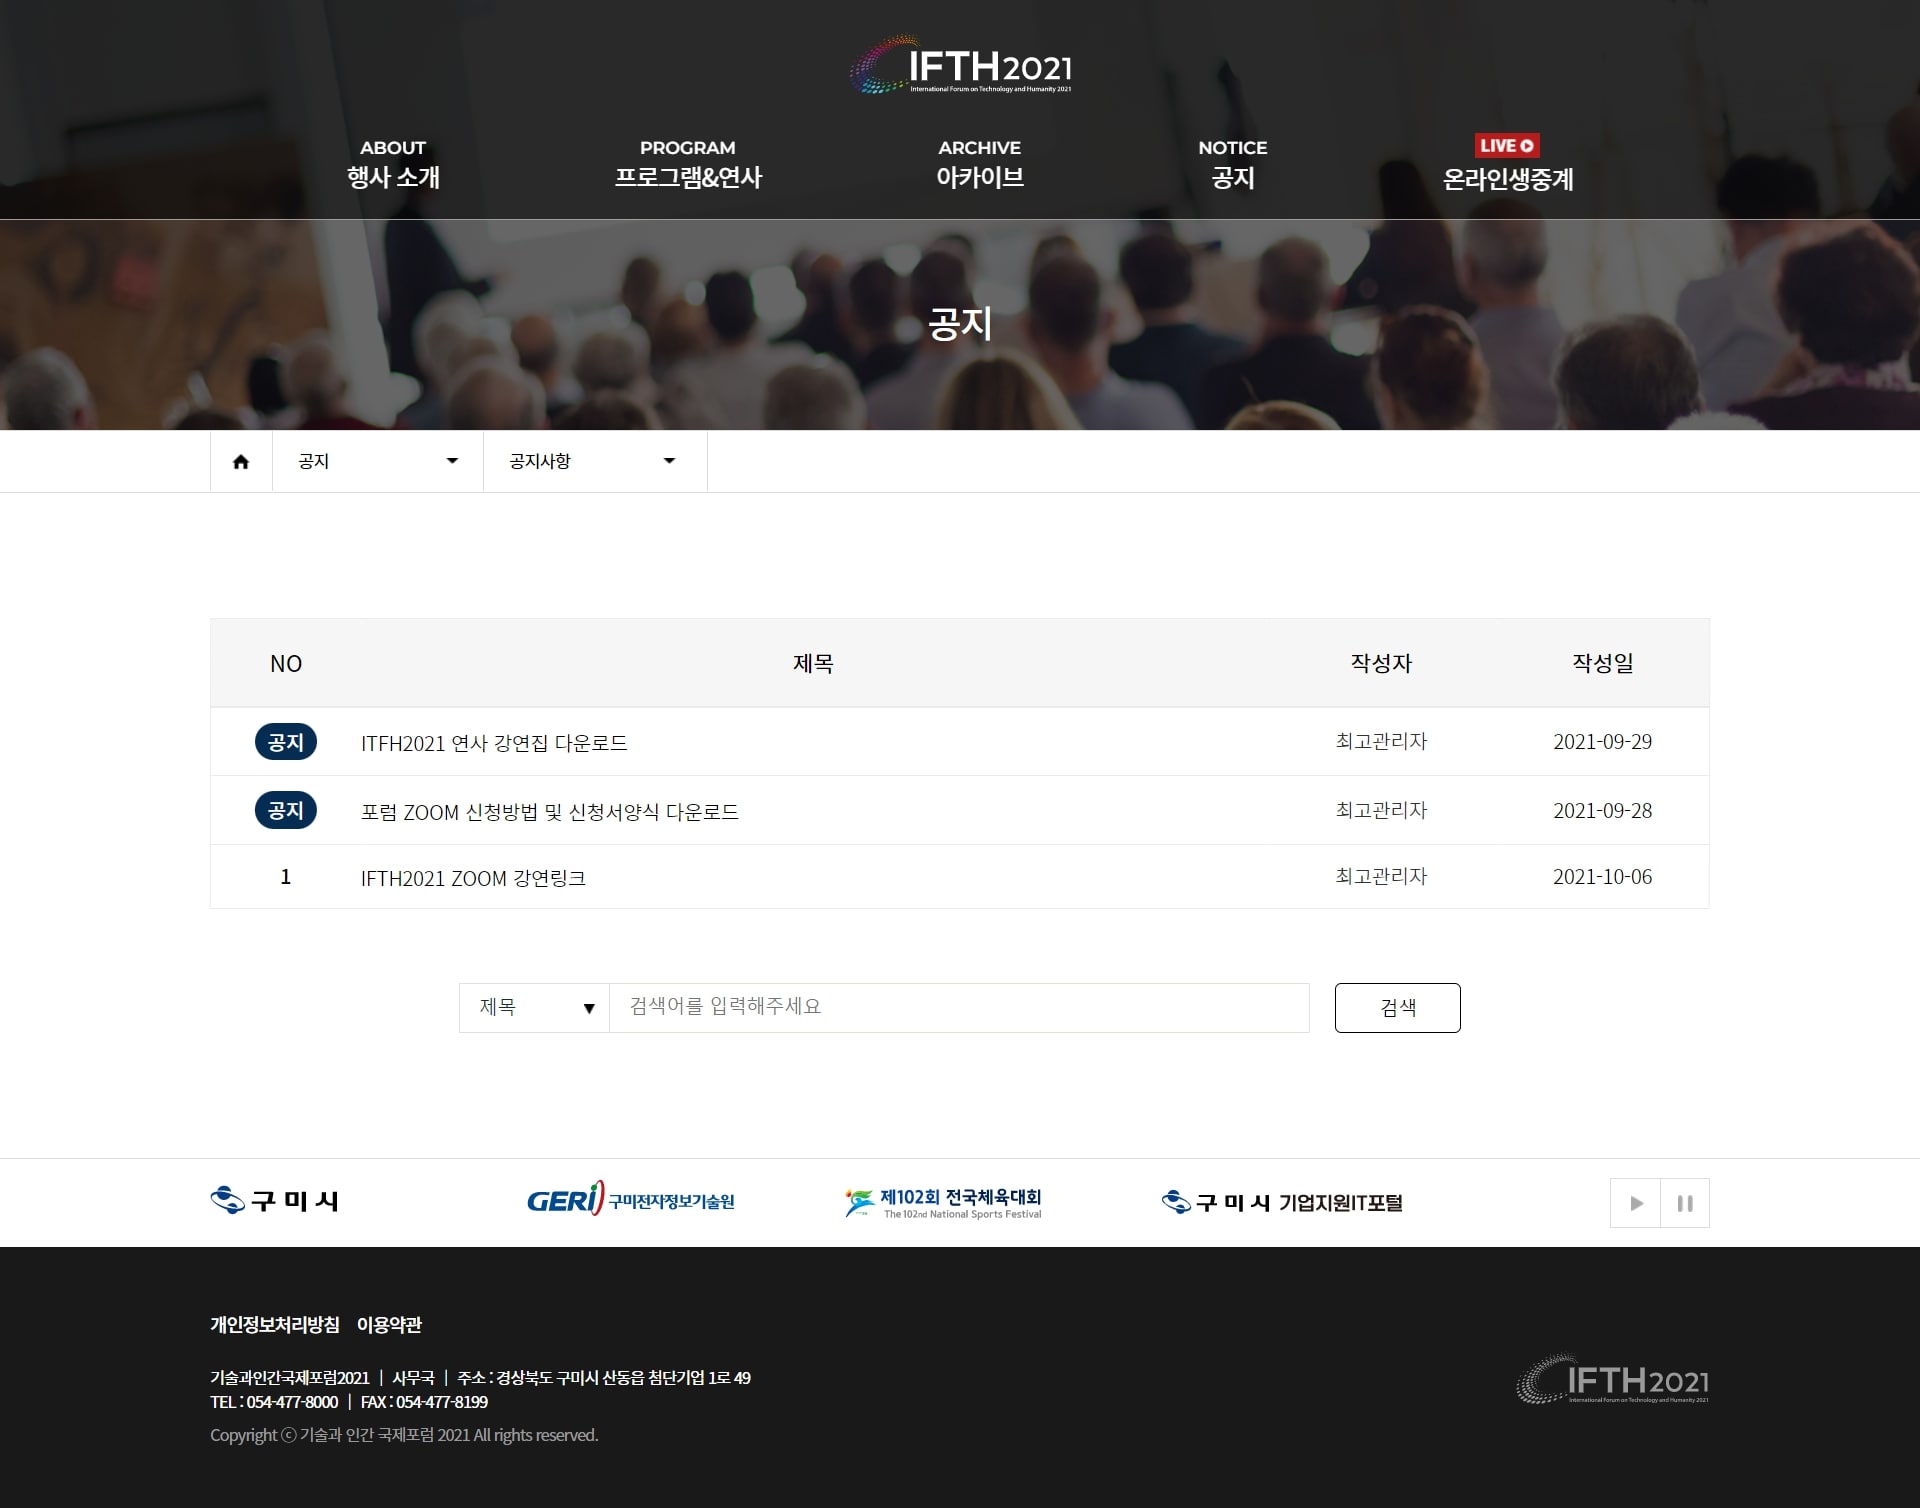 IFTH2021
International Forum on Technology and Humanity 2021
ABOUT
행사 소개
PROGRAM
프로그램&연사
ARCHIVE
아카이브
NOTICE
공지
LIVE
온라인생중계
공지
공지
공지사항
NO 제목 작성자 작성일
공지 ITFH2021 연사 강연집 다운로드 최고관리자 2021-09-29
공지 포럼 ZOOM 신청방법 및 신청서양식 다운로드 최고관리자 2021-09-28
1 IFTH2021 ZOOM 강연링크 최고관리자 2021-10-06
제목 ▼ 검색어를 입력해주세요 검색
구미시
GERI 구미전자정보기술원
제102회 전국체육대회
The 102nd National Sports Festival
구미시 기업지원IT포털
개인정보처리방침 이용약관
기술과인간국제포럼2021 | 사무국 | 주소 : 경상북도 구미시 산동읍 첨단기업 1로 49
TEL : 054-477-8000 | FAX : 054-477-8199
Copyright ⓒ 기술과 인간 국제포럼 2021 All rights reserved.
IFTH2021
International Forum on Technology and Humanity 2021